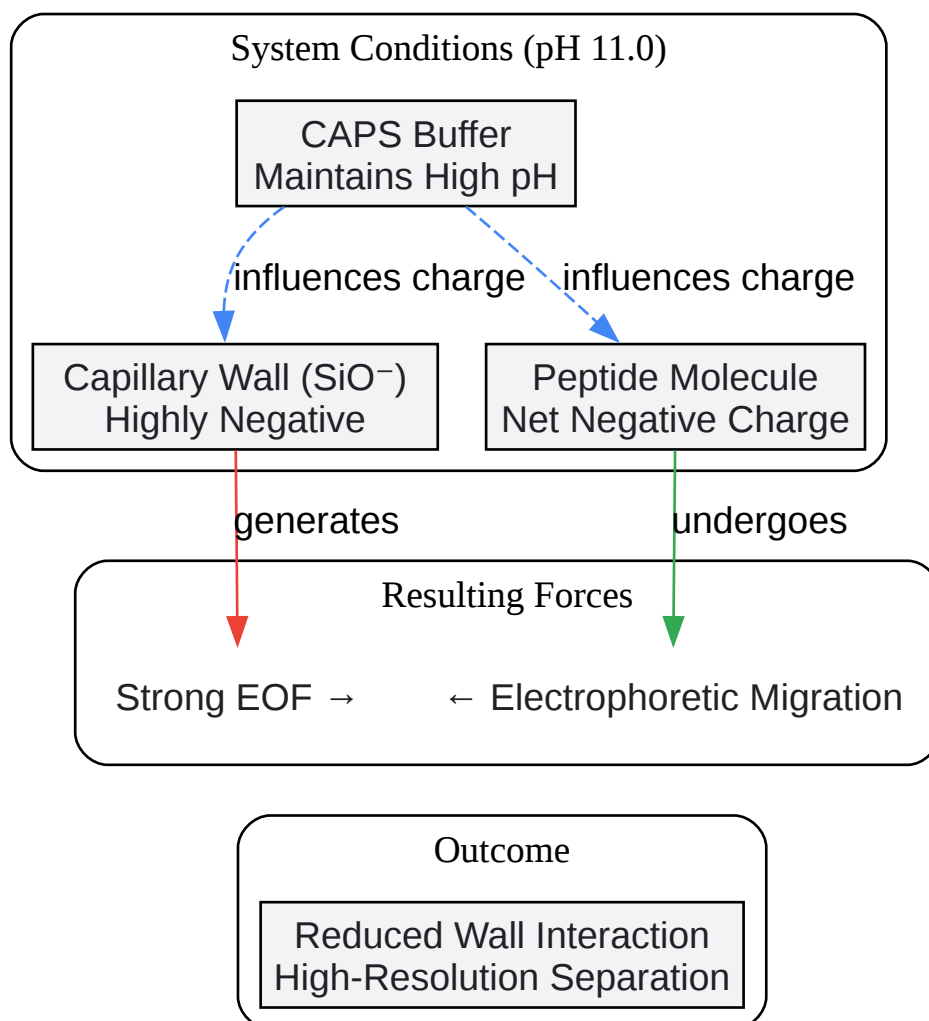 System Conditions (pH 11.0)
CAPS Buffer
Maintains High pH
influences charge
influences charge
Capillary Wall (SiO⁻)
Highly Negative
Peptide Molecule
Net Negative Charge
generates
undergoes
Resulting Forces
Strong EOF →
← Electrophoretic Migration
Outcome
Reduced Wall Interaction
High-Resolution Separation